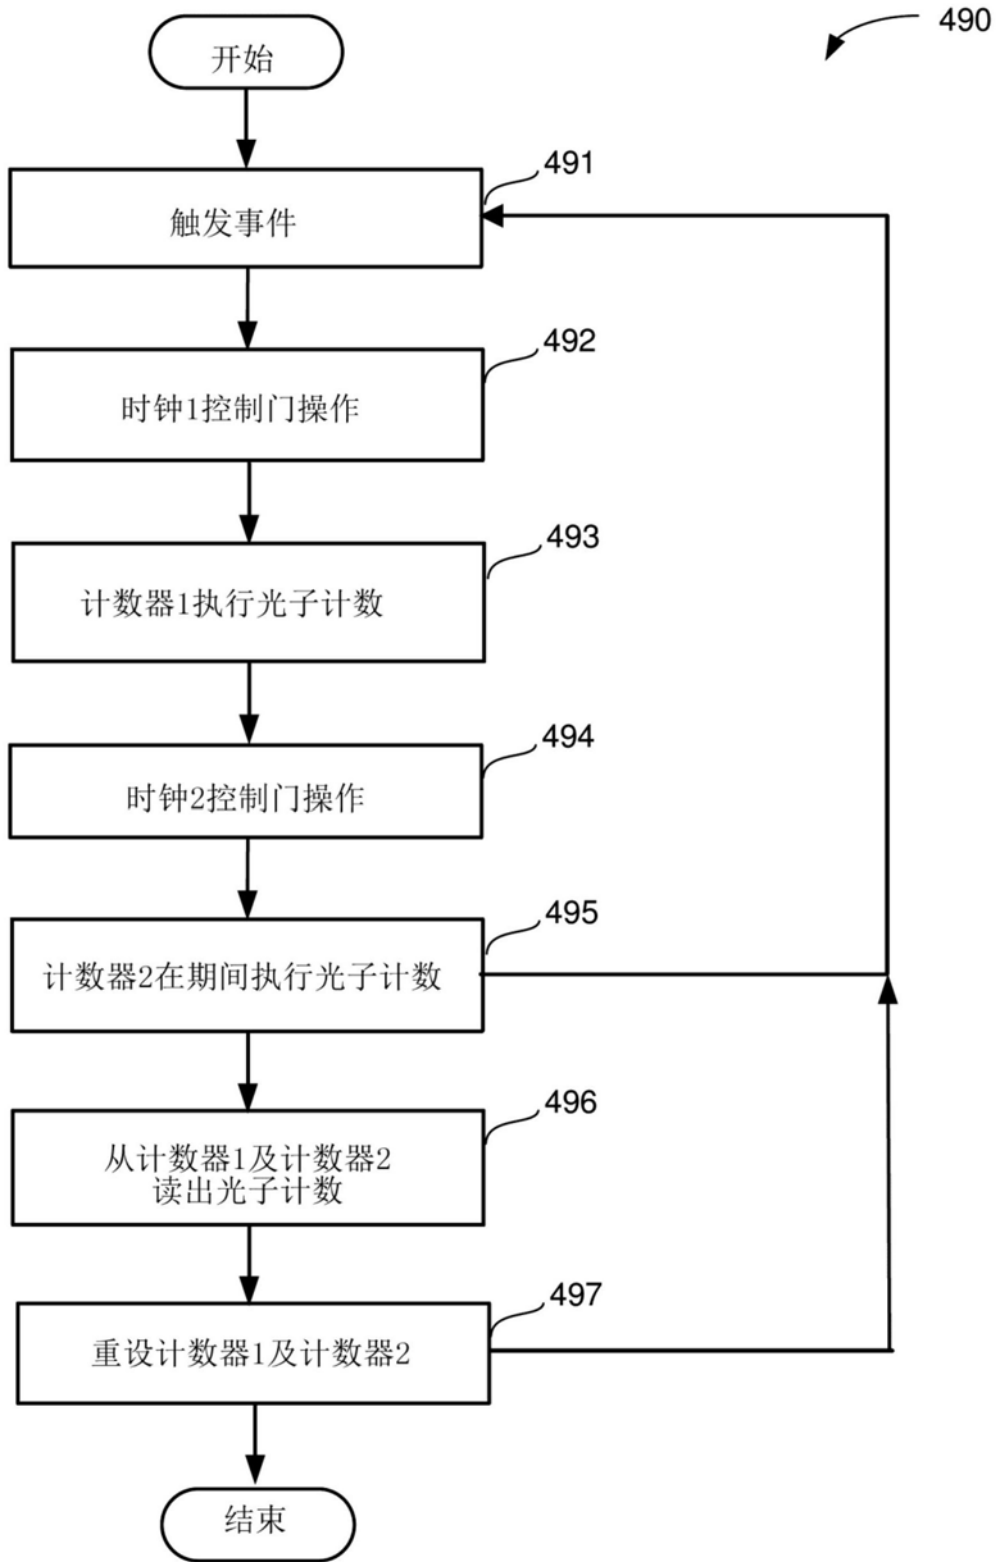 490
开始
491
触发事件
492
时钟1控制门操作
493
计数器1执行光子计数
494
时钟2控制门操作
495
计数器2在期间执行光子计数
496
从计数器1及计数器2
读出光子计数
497
重设计数器1及计数器2
结束